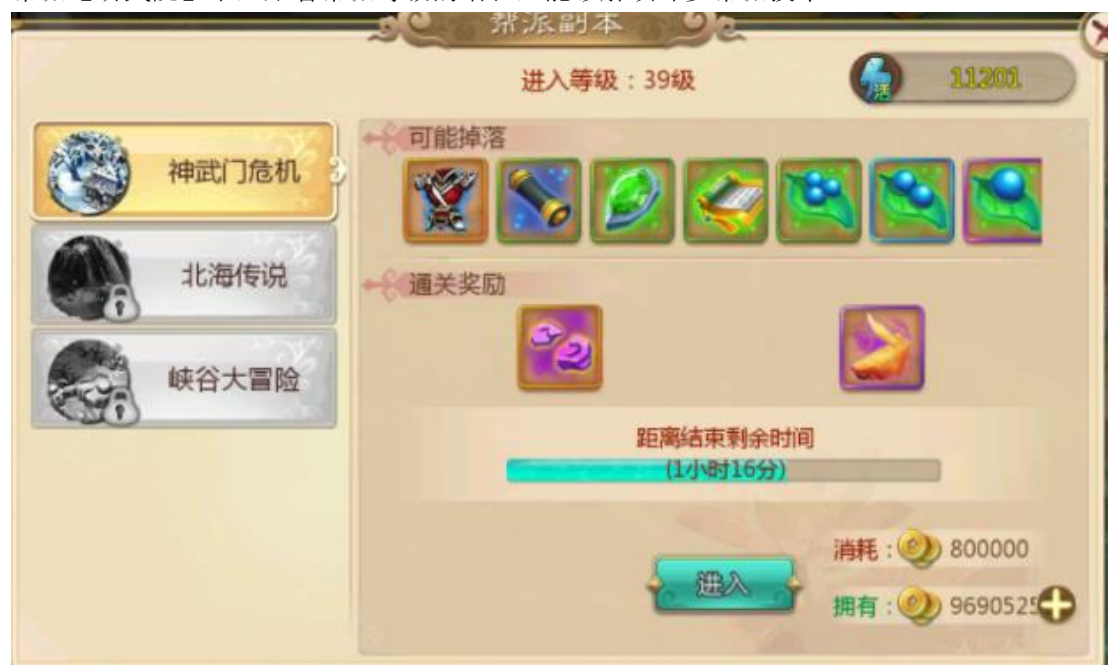 帮派副本
进入等级：39级
活
11201
神武门危机
北海传说
峡谷大冒险
可能掉落
通关奖励
距离结束剩余时间
(1小时16分)
进入
消耗：800000
拥有：9690525